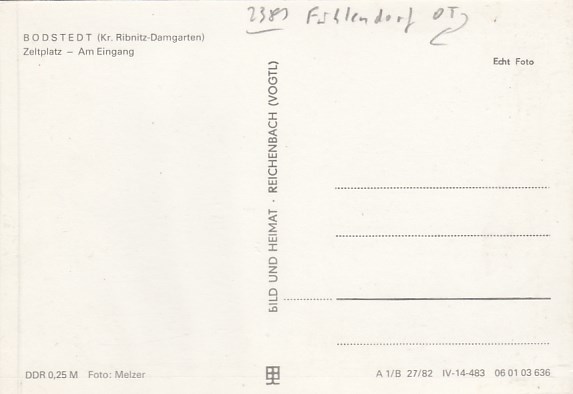 2381 Fuhlendorf OT
BODSTEDT (Kr. Ribnitz-Damgarten)
Zeltplatz – Am Eingang
Echt Foto
BILD UND HEIMAT · REICHENBACH (VOGTL)
DDR 0,25 M Foto: Melzer
A 1/B 27/82 IV-14-483 06 01 03 636